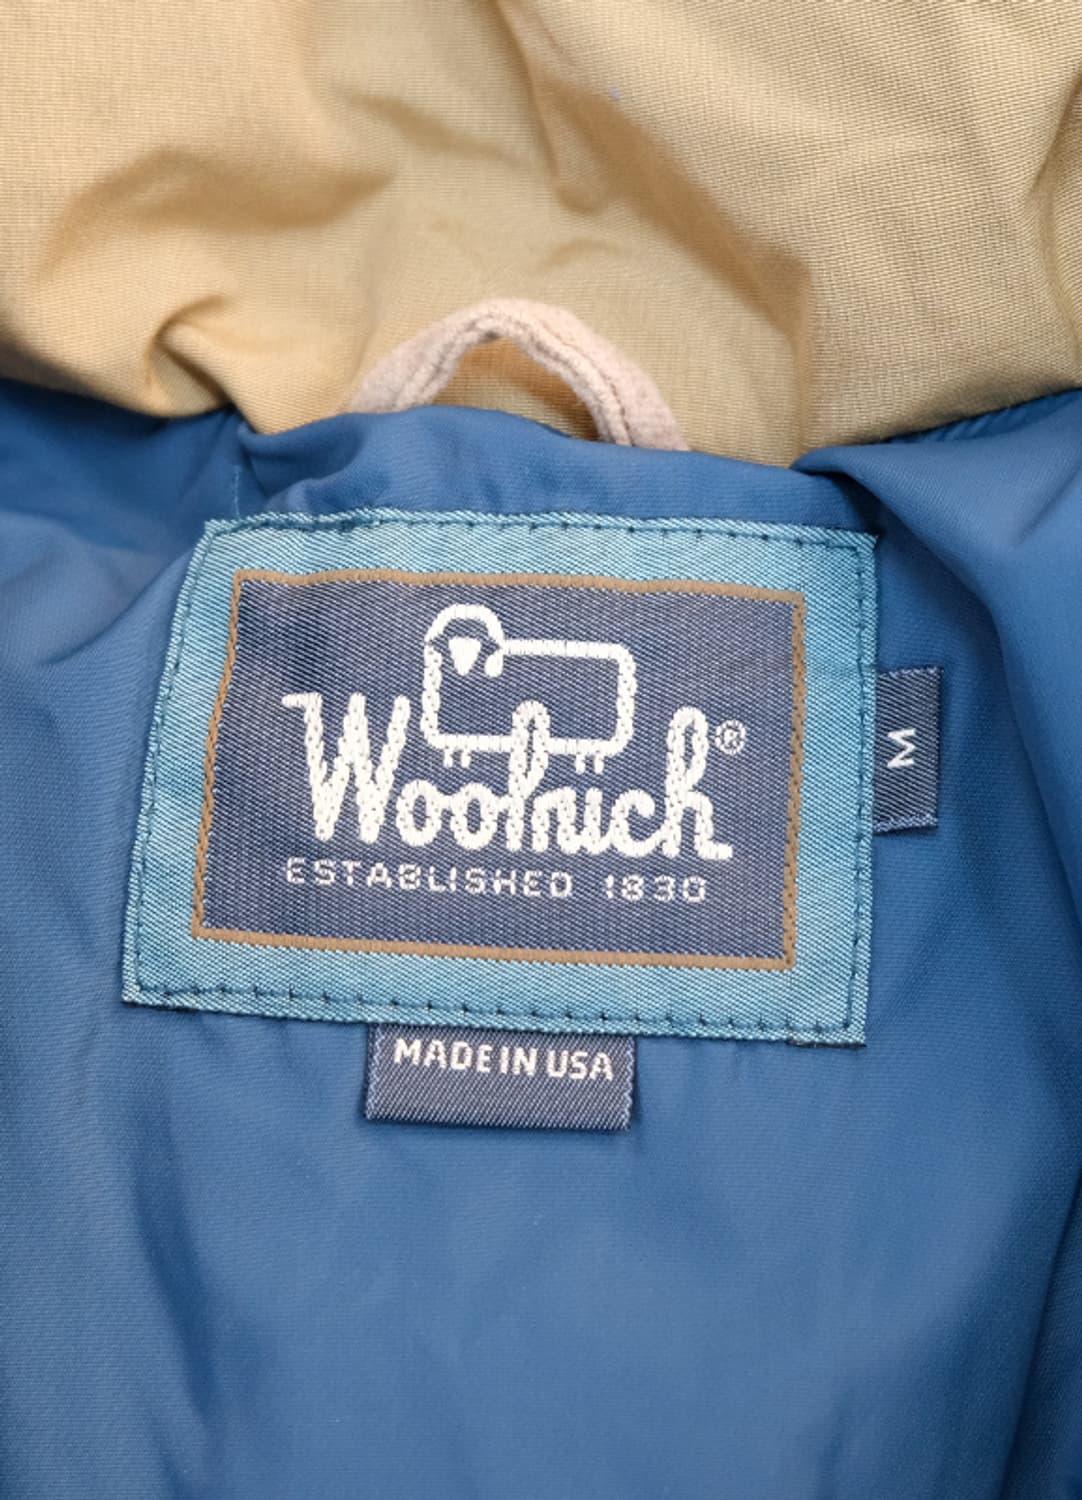 Woolrich®
ESTABLISHED 1830
M
MADE IN USA